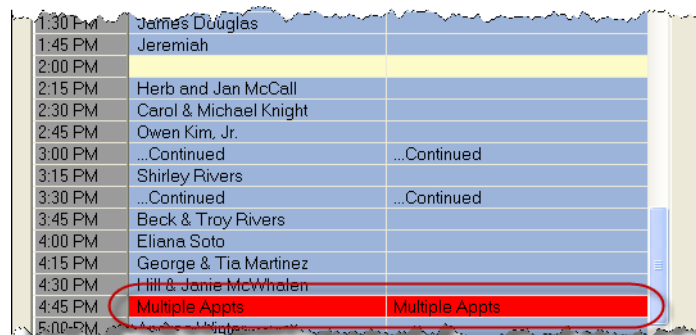 1:30 PM James Douglas
1:45 PM Jeremiah
2:00 PM
2:15 PM Herb and Jan McCall
2:30 PM Carol & Michael Knight
2:45 PM Owen Kim, Jr.
3:00 PM ...Continued ...Continued
3:15 PM Shirley Rivers
3:30 PM ...Continued ...Continued
3:45 PM Beck & Troy Rivers
4:00 PM Eliana Soto
4:15 PM George & Tia Martinez
4:30 PM Hill & Janie McWhalen
4:45 PM Multiple Appts Multiple Appts
5:00 PM